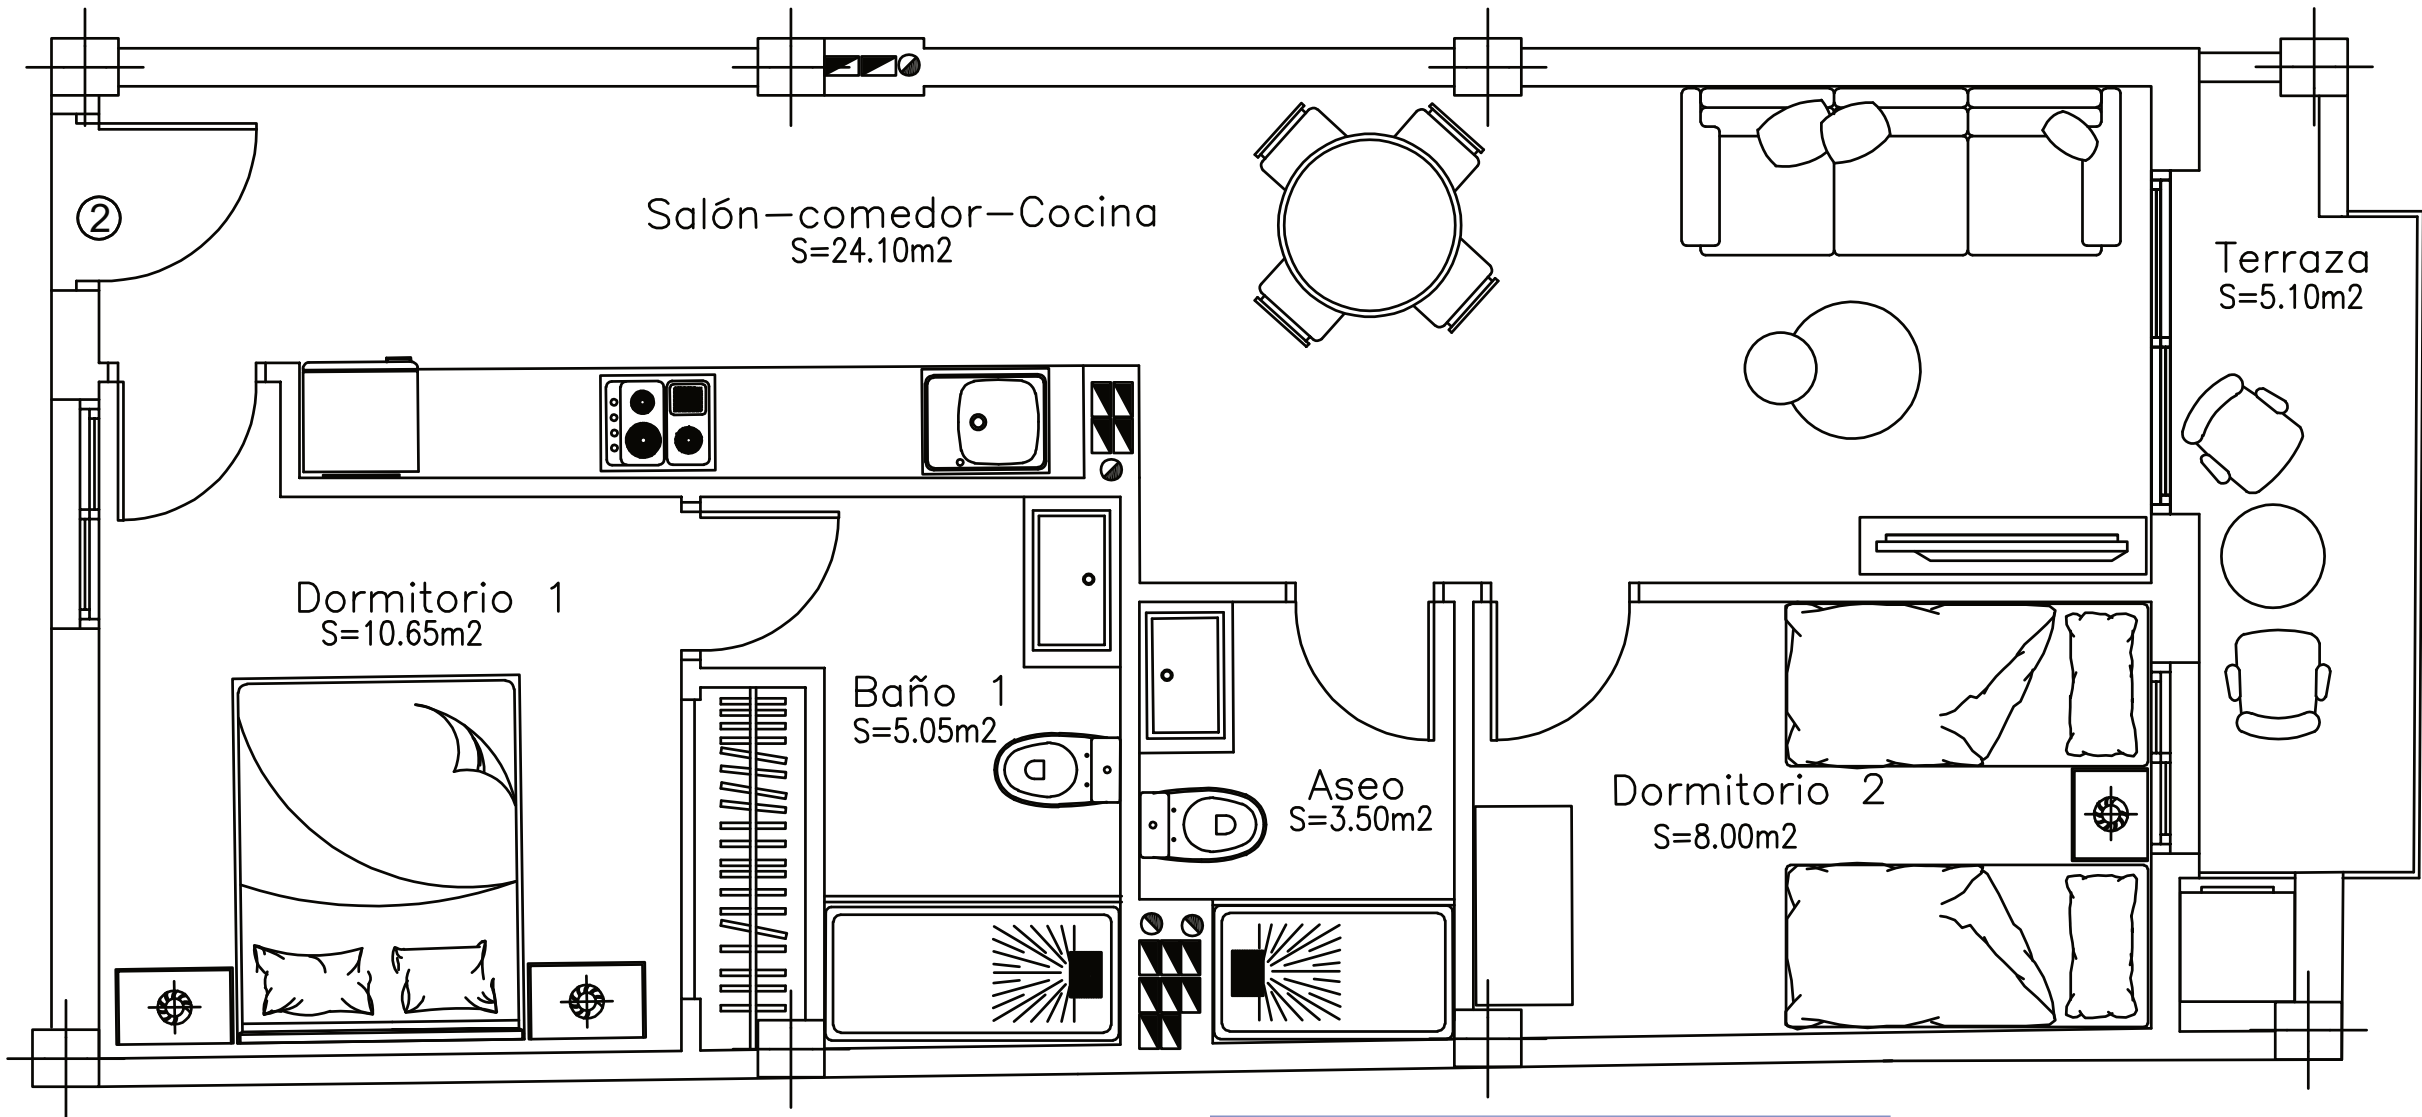 2
Salón-comedor-Cocina
S=24.10m2
Terraza
S=5.10m2
Dormitorio 1
S=10.65m2
Baño 1
S=5.05m2
Aseo
S=3.50m2
Dormitorio 2
S=8.00m2